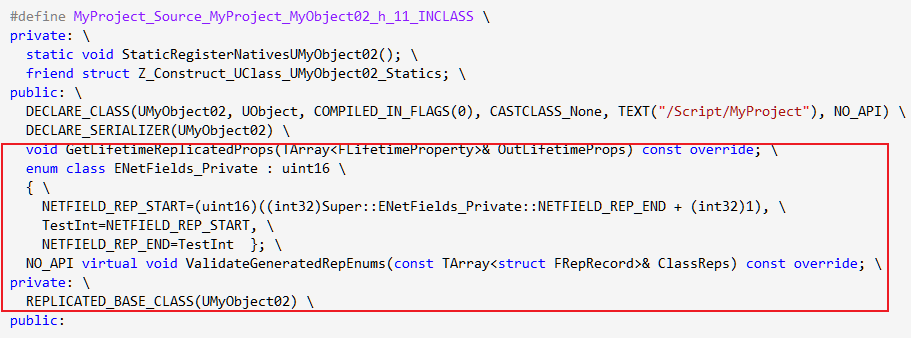 #define MyProject_Source_MyProject_MyObject02_h_11_INCLASS \
private: \
  static void StaticRegisterNativesUMyObject02(); \
  friend struct Z_Construct_UClass_UMyObject02_Statics; \
public: \
  DECLARE_CLASS(UMyObject02, UObject, COMPILED_IN_FLAGS(0), CASTCLASS_None, TEXT("/Script/MyProject"), NO_API) \
  DECLARE_SERIALIZER(UMyObject02) \
  void GetLifetimeReplicatedProps(TArray<FLifetimeProperty>& OutLifetimeProps) const override; \
  enum class ENetFields_Private : uint16 \
  { \
    NETFIELD_REP_START=(uint16)((int32)Super::ENetFields_Private::NETFIELD_REP_END + (int32)1), \
    TestInt=NETFIELD_REP_START, \
    NETFIELD_REP_END=TestInt  }; \
  NO_API virtual void ValidateGeneratedRepEnums(const TArray<struct FRepRecord>& ClassReps) const override; \
private: \
  REPLICATED_BASE_CLASS(UMyObject02) \
public: